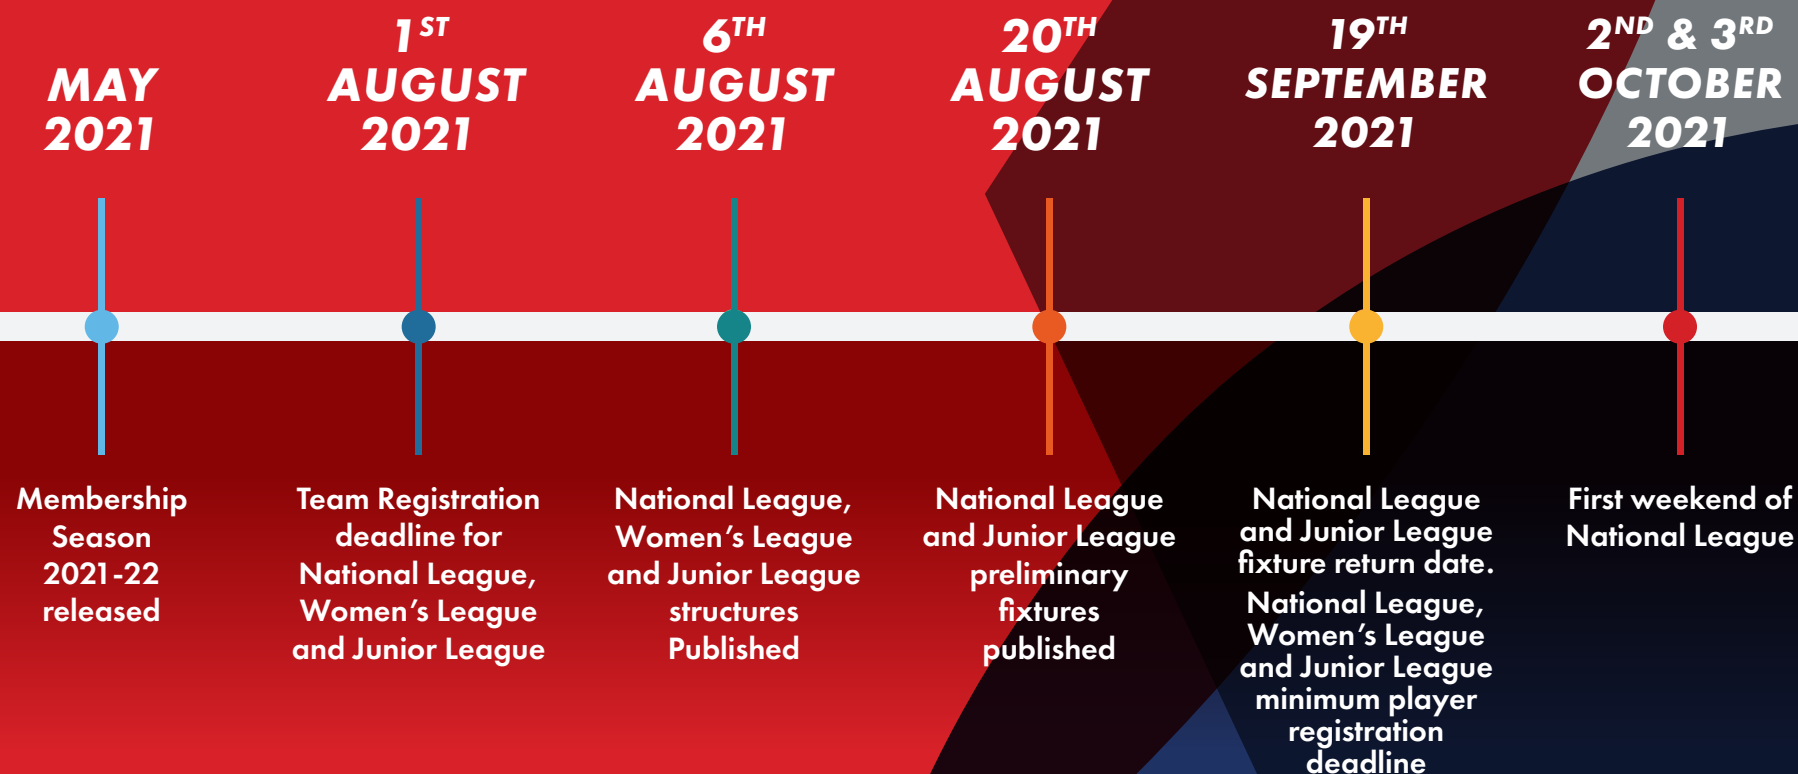 MAY
2021
1ST
AUGUST
2021
6TH
AUGUST
2021
20TH
AUGUST
2021
19TH
SEPTEMBER
2021
2ND & 3RD
OCTOBER
2021
Membership
Season
2021-22
released
Team Registration
deadline for
National League,
Women's League
and Junior League
National League,
Women's League
and Junior League
structures
Published
National League
and Junior League
preliminary
fixtures
published
National League
and Junior League
fixture return date.
National League,
Women's League
and Junior League
minimum player
registration
deadline
First weekend of
National League